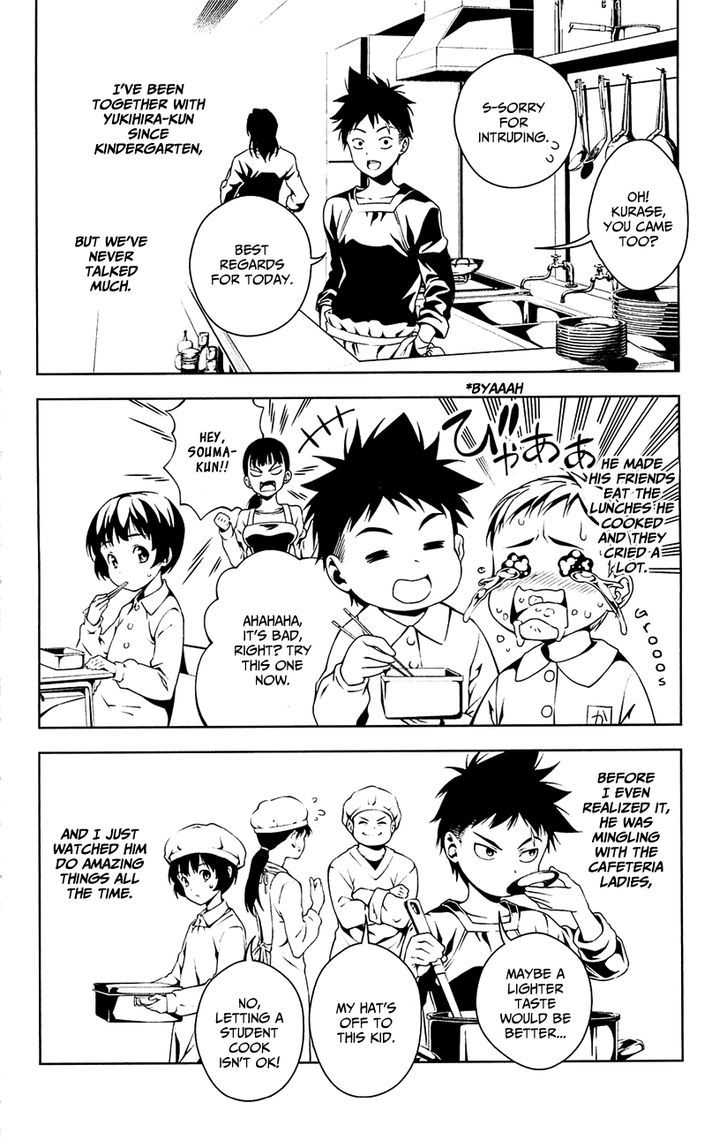 OH!
KURASE,
YOU CAME
TOO?
S-SORRY
FOR
INTRUDING.
BEST
REGARDS
FOR TODAY.
I'VE BEEN
TOGETHER WITH
YUKIHIRA-KUN
SINCE
KINDERGARTEN,
BUT WE'VE
NEVER
TALKED
MUCH.
*BYAAAH
びゃあああ
HE MADE
HIS FRIENDS
EAT THE
LUNCHES HE
COOKED
AND THEY
CRIED A
LOT.
GROOOS
か
AHAHAHA,
IT'S BAD,
RIGHT? TRY
THIS ONE
NOW.
HEY,
SOUMA-
KUN!!
BEFORE
I EVEN
REALIZED IT,
HE WAS
MINGLING
WITH THE
CAFETERIA
LADIES,
MAYBE A
LIGHTER
TASTE
WOULD BE
BETTER...
MY HAT'S
OFF TO
THIS KID.
NO,
LETTING A
STUDENT
COOK
ISN'T OK!
AND I JUST
WATCHED HIM
DO AMAZING
THINGS ALL
THE TIME.